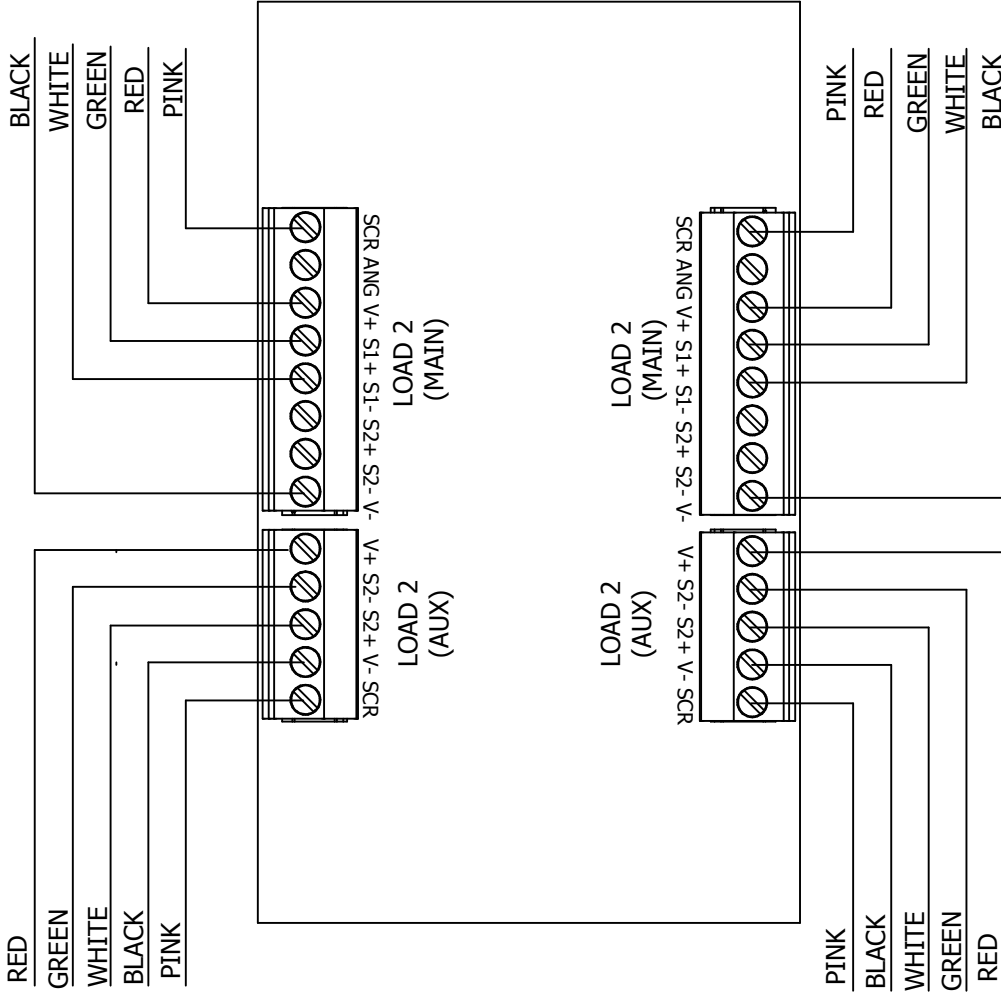 BLACK
WHITE
GREEN
RED
PINK
PINK
RED
GREEN
WHITE
BLACK
SCR ANG V+ S1+ S1- S2+ S2- V-
LOAD 2
(MAIN)
LOAD 2
(MAIN)
SCR ANG V+ S1+ S1- S2+ S2- V-
V+ S2- S2+ V- SCR
LOAD 2
(AUX)
LOAD 2
(AUX)
V+ S2- S2+ V- SCR
RED
GREEN
WHITE
BLACK
PINK
PINK
BLACK
WHITE
GREEN
RED